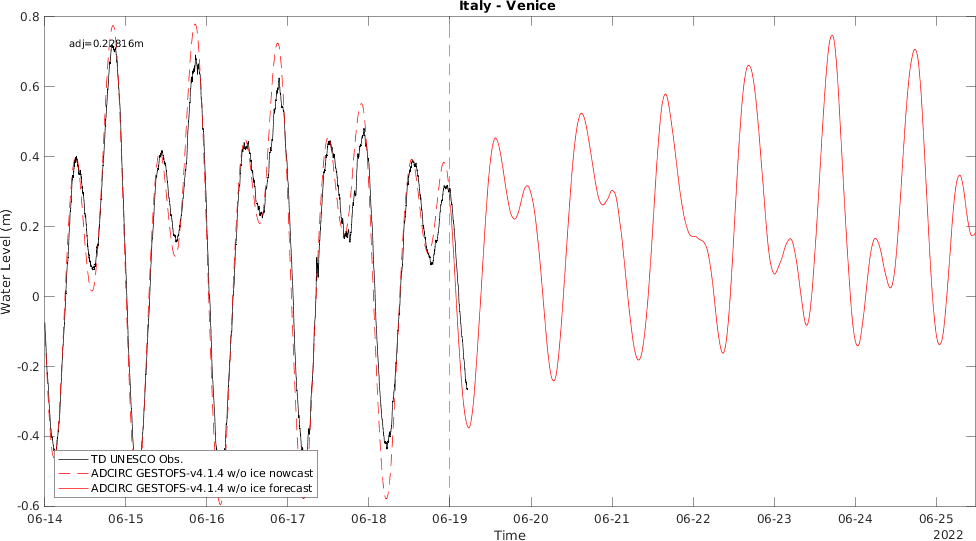 Italy - Venice
adj=0.22816m
Water Level (m)
0.8
0.6
0.4
0.2
0
-0.2
-0.4
-0.6
TD UNESCO Obs.
ADCIRC GESTOFS-v4.1.4 w/o ice nowcast
ADCIRC GESTOFS-v4.1.4 w/o ice forecast
06-14 06-15 06-16 06-17 06-18 06-19 06-20 06-21 06-22 06-23 06-24 06-25
Time
2022